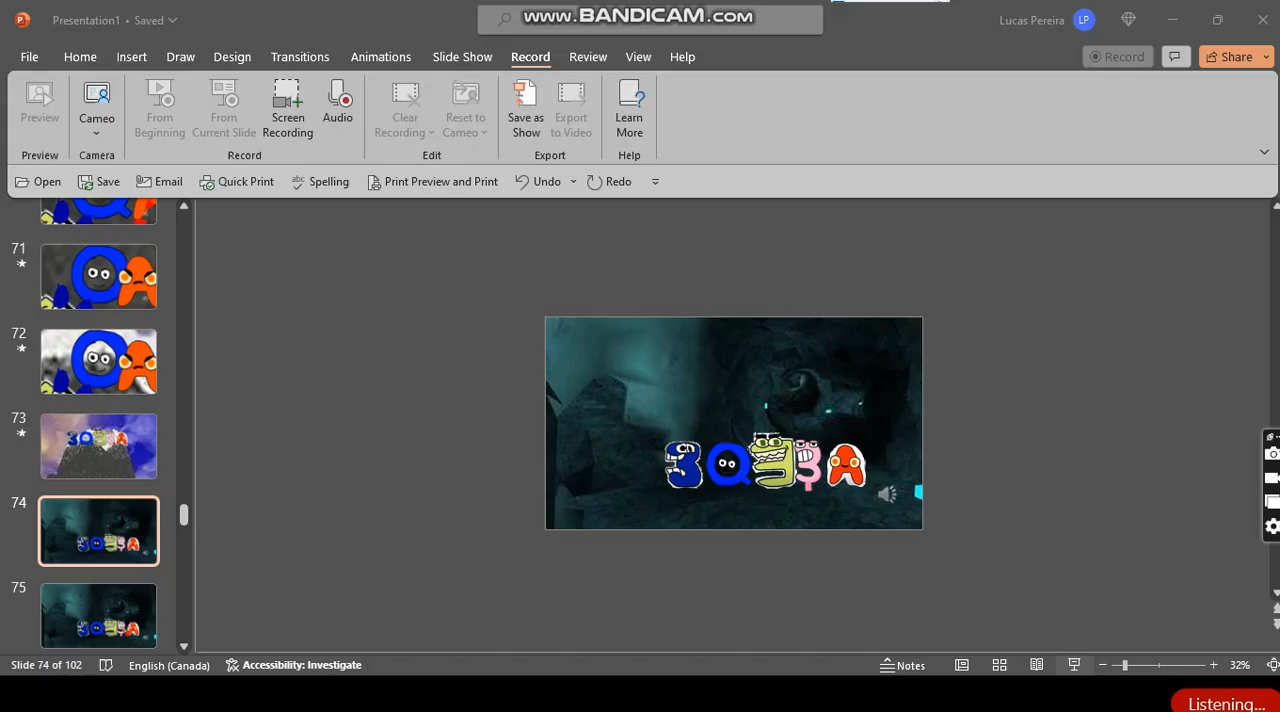 Presentation1 • Saved
WWW.BANDICAM.COM
Lucas Pereira LP
File Home Insert Draw Design Transitions Animations Slide Show Record Review View Help
Record Share
Preview Cameo From Beginning From Current Slide Screen Recording Audio Clear Recording Reset to Cameo Save as Show Export to Video Learn More
Preview Camera Record Edit Export Help
Open Save Email Quick Print abc Spelling Print Preview and Print Undo Redo
71
72
73
74
75
3QƐ3A
Slide 74 of 102 English (Canada) Accessibility: Investigate Notes 32%
Listening...